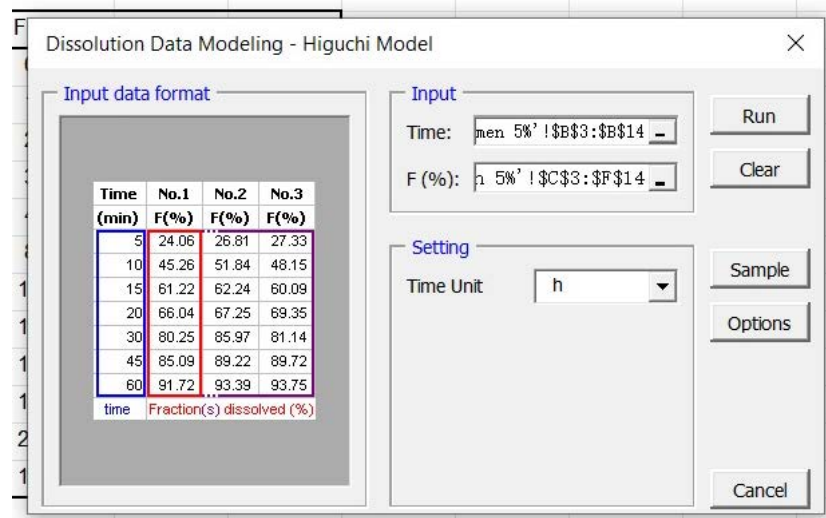 Dissolution Data Modeling - Higuchi Model
Input data format
Time No.1 No.2 No.3
(min) F(%) F(%) F(%)
5 24.06 26.81 27.33
10 45.26 51.84 48.15
15 61.22 62.24 60.09
20 66.04 67.25 69.35
30 80.25 85.97 81.14
45 85.09 89.22 89.72
60 91.72 93.39 93.75
time Fraction(s) dissolved (%)
Input
Time: men 5%'!$B$3:$B$14
F (%): n 5%'!$C$3:$F$14
Setting
Time Unit h
Run
Clear
Sample
Options
Cancel